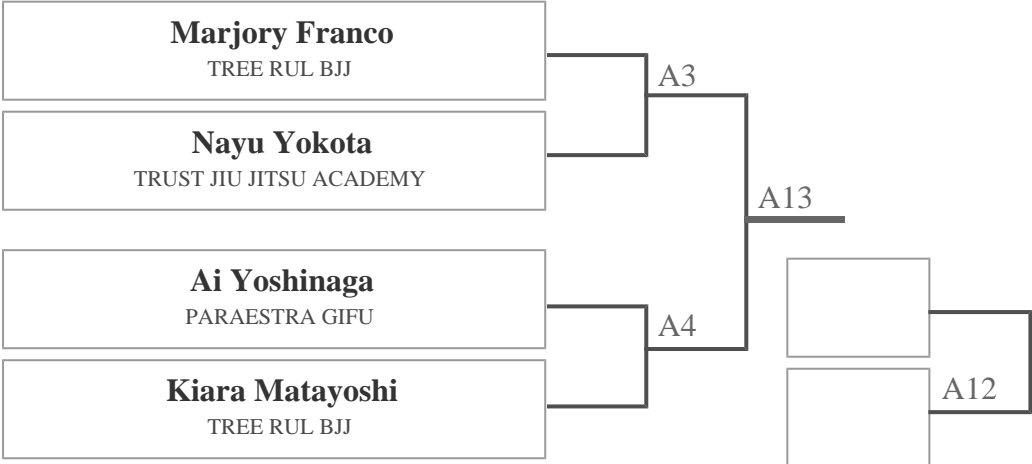 Marjory Franco
TREE RUL BJJ
A3
Nayu Yokota
TRUST JIU JITSU ACADEMY
A13
Ai Yoshinaga
PARAESTRA GIFU
A4
Kiara Matayoshi
TREE RUL BJJ
A12